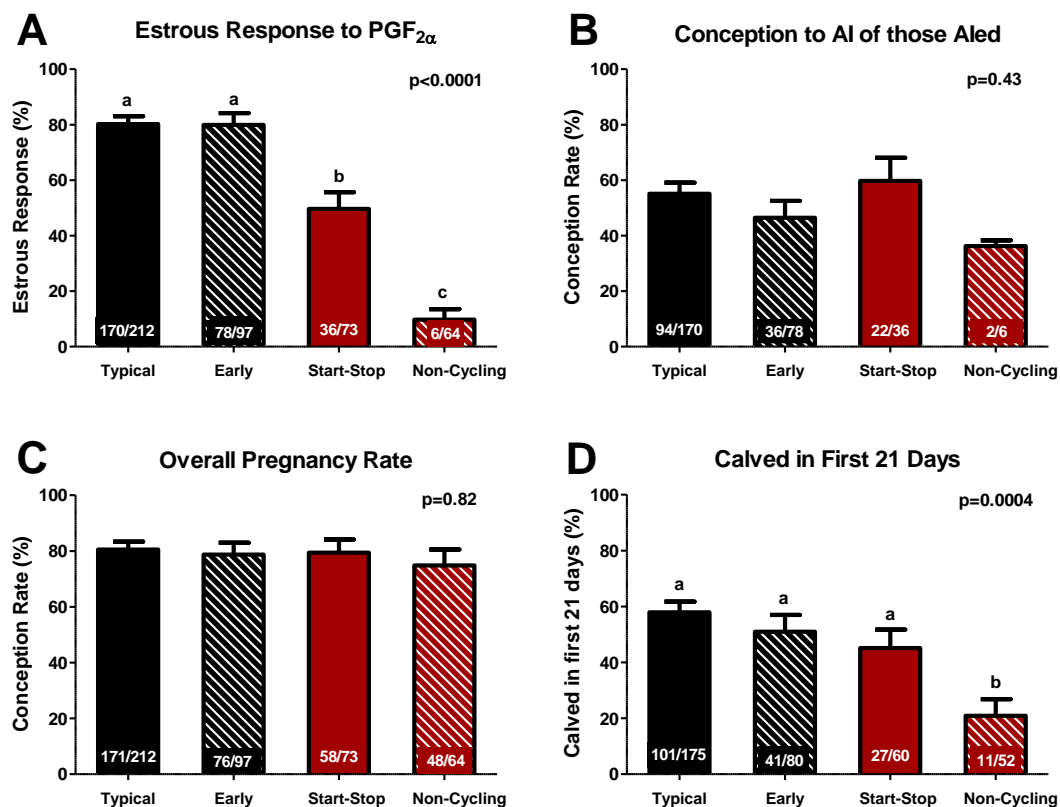 A
Estrous Response to PGF2α
p<0.0001
Estrous Response (%)
100
80
60
40
20
0
a
a
b
c
170/212
78/97
36/73
6/64
Typical
Early
Start-Stop
Non-Cycling
B
Conception to AI of those AIed
p=0.43
Conception Rate (%)
100
80
60
40
20
0
94/170
36/78
22/36
2/6
Typical
Early
Start-Stop
Non-Cycling
C
Overall Pregnancy Rate
p=0.82
Conception Rate (%)
100
80
60
40
20
0
171/212
76/97
58/73
48/64
Typical
Early
Start-Stop
Non-Cycling
D
Calved in First 21 Days
p=0.0004
Calved in first 21 days (%)
100
80
60
40
20
0
a
a
a
b
101/175
41/80
27/60
11/52
Typical
Early
Start-Stop
Non-Cycling